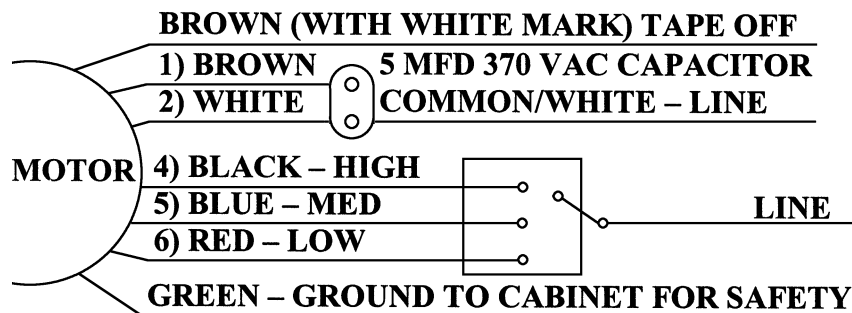 BROWN (WITH WHITE MARK) TAPE OFF
1) BROWN 5 MFD 370 VAC CAPACITOR
2) WHITE COMMON/WHITE – LINE
MOTOR
4) BLACK – HIGH
5) BLUE – MED
LINE
6) RED – LOW
GREEN – GROUND TO CABINET FOR SAFETY